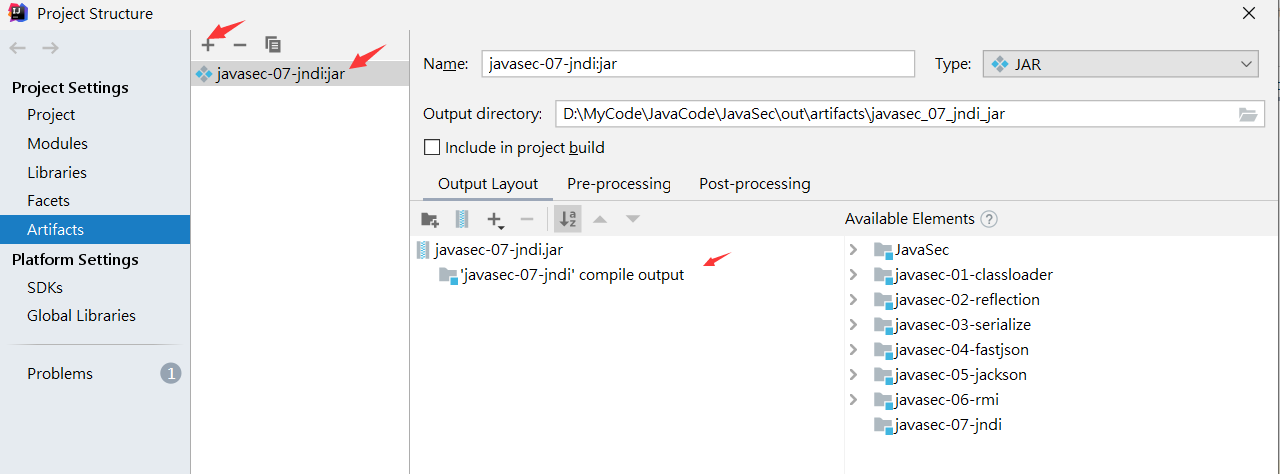 Project Structure
Project Settings
Project
Modules
Libraries
Facets
Artifacts
Platform Settings
SDKs
Global Libraries
Problems
1
javasec-07-jndi:jar
Name: javasec-07-jndi:jar
Type: JAR
Output directory: D:\MyCode\JavaCode\JavaSec\out\artifacts\javasec_07_jndi_jar
Include in project build
Output Layout
Pre-processing
Post-processing
javasec-07-jndi.jar
'javasec-07-jndi' compile output
Available Elements ?
JavaSec
javasec-01-classloader
javasec-02-reflection
javasec-03-serialize
javasec-04-fastjson
javasec-05-jackson
javasec-06-rmi
javasec-07-jndi